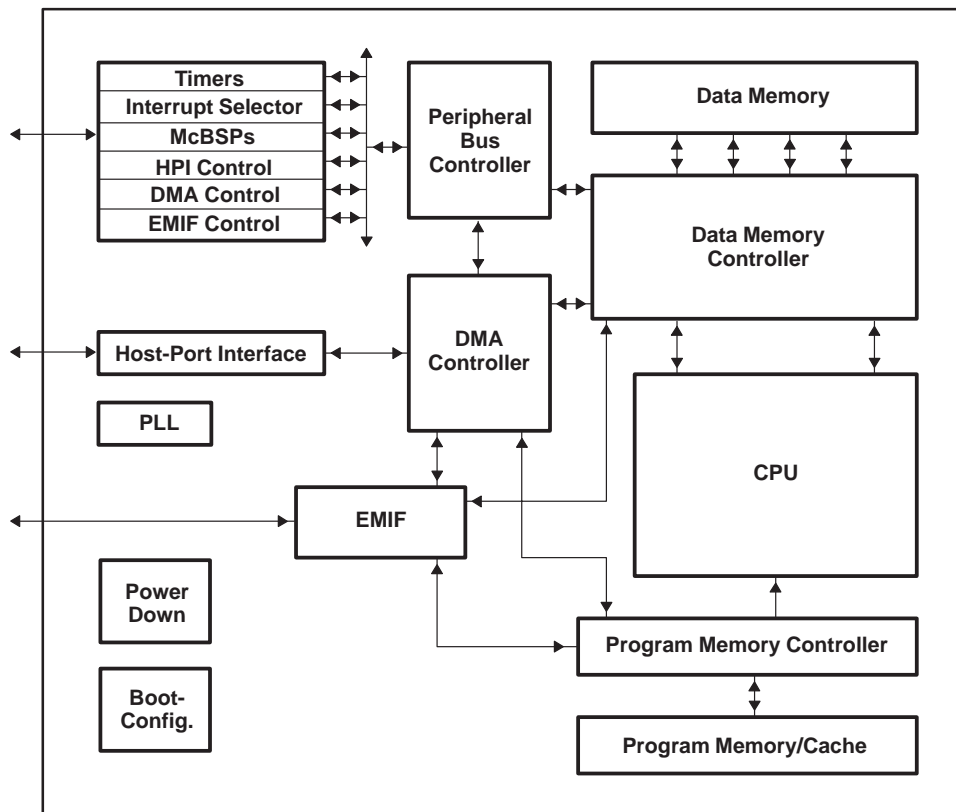 Timers
Interrupt Selector
McBSPs
HPI Control
DMA Control
EMIF Control
Peripheral
Bus
Controller
Data Memory
Data Memory
Controller
Host-Port Interface
DMA
Controller
PLL
CPU
EMIF
Power
Down
Program Memory Controller
Boot-
Config.
Program Memory/Cache